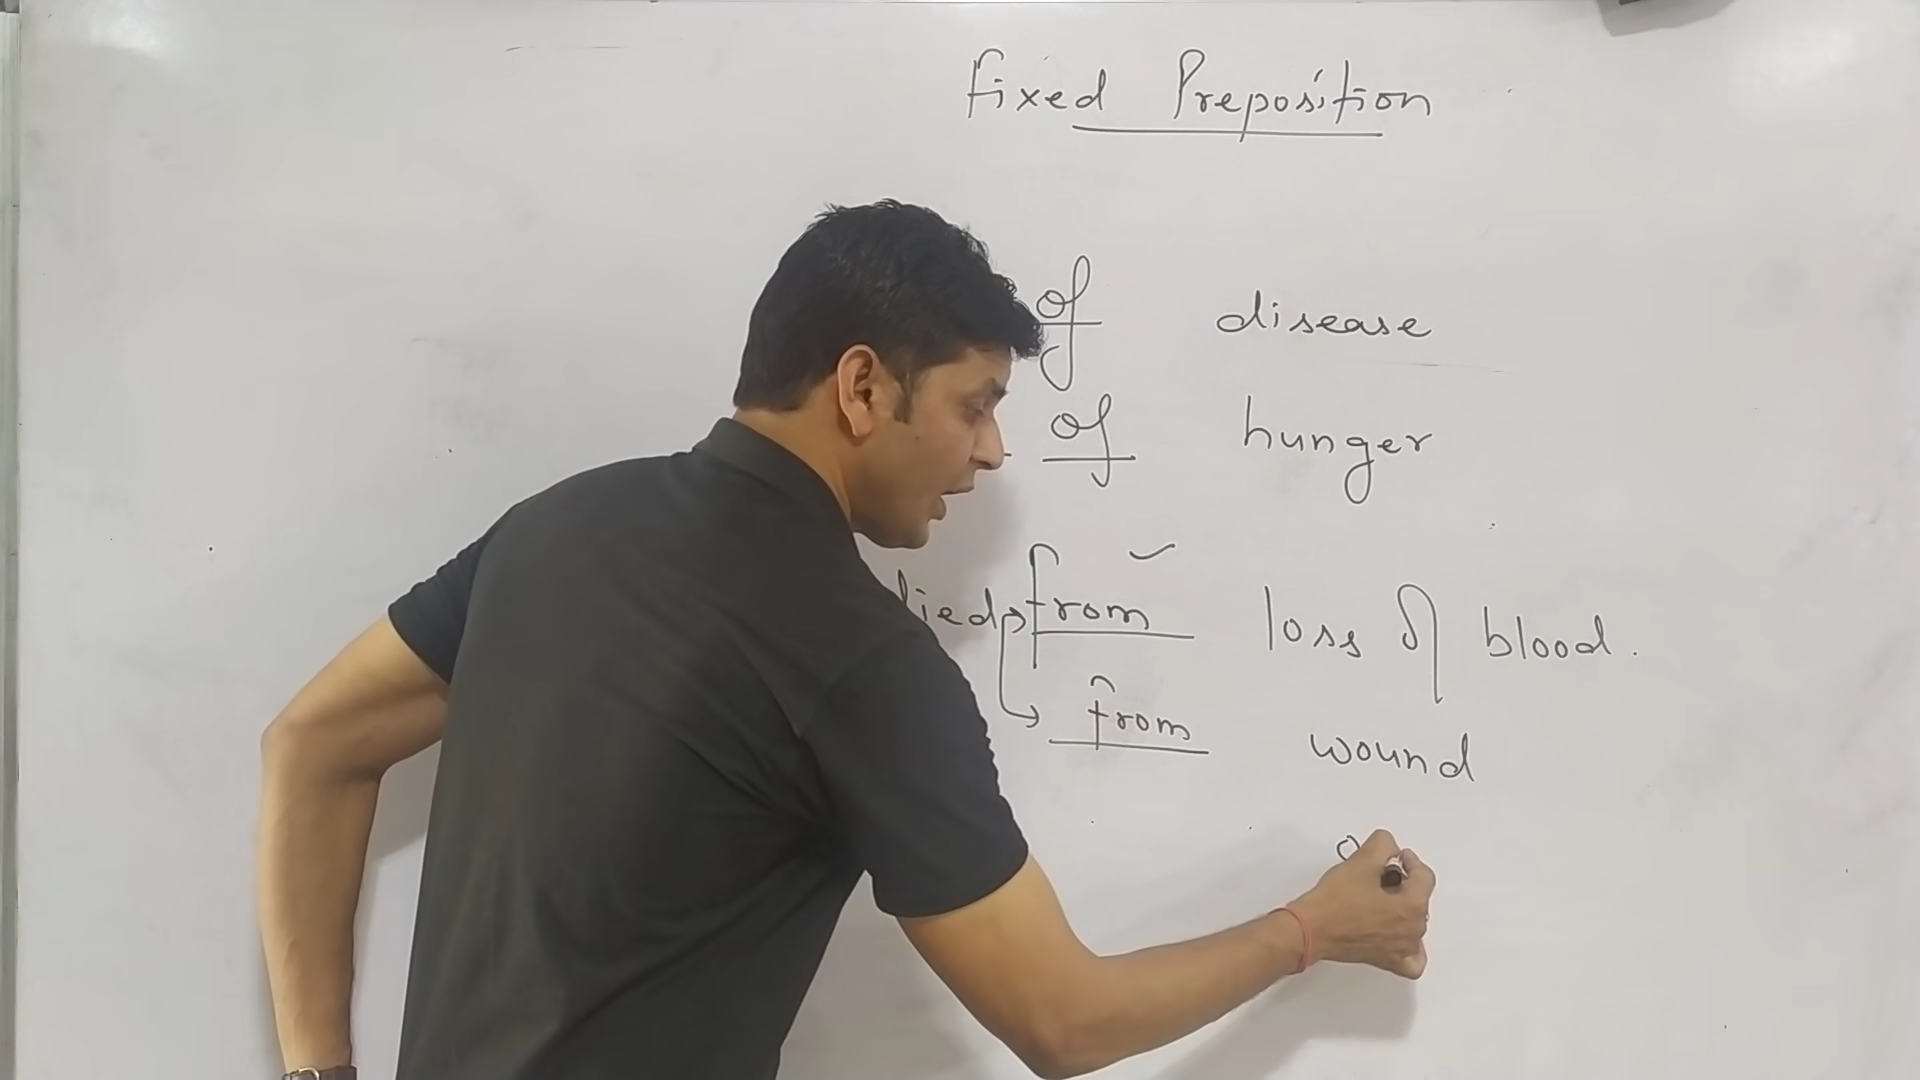 fixed Preposition
of disease
of hunger
died from loss of blood.
from wound